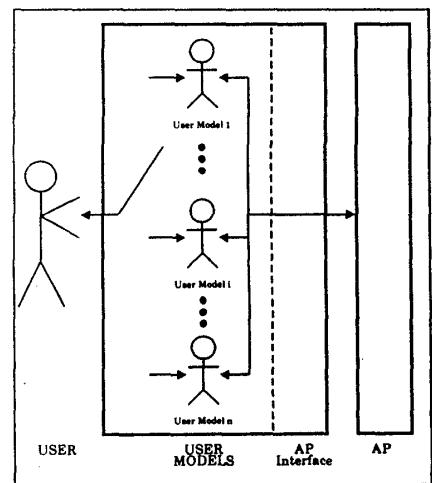 User Model 1
User Model i
User Model n
USER
USER
MODELS
AP
Interface
AP